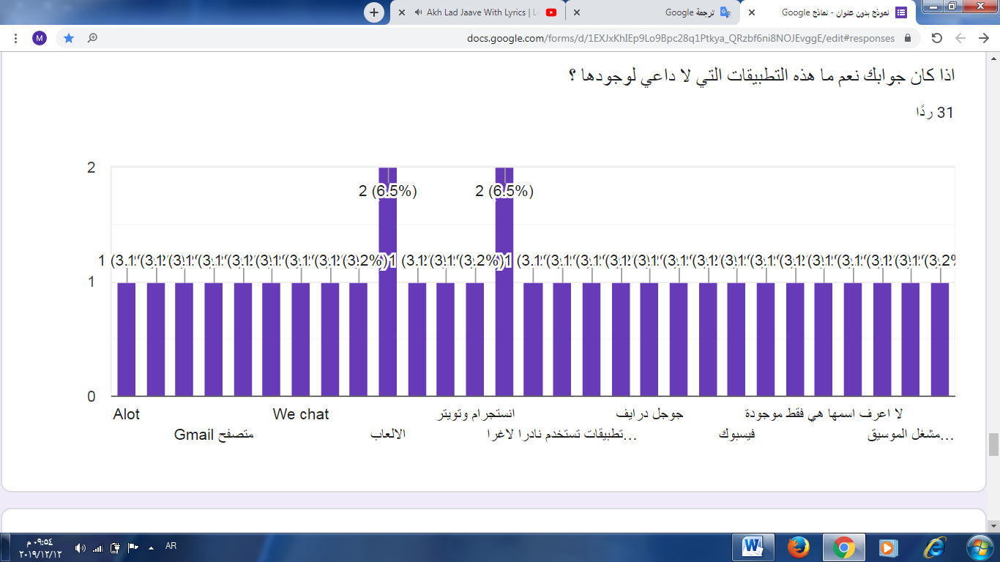 نموذج بدون عنوان - نماذج Google
ترجمة Google
Akh Lad Jaave With Lyrics | L
M
docs.google.com/forms/d/1EXJxKhIEp9Lo9Bpc28q1Ptkya_QRzbf6ni8NOJEvggE/edit#responses
اذا كان جوابك نعم ما هذه التطبيقات التي لا داعي لوجودها ؟
31 ردًا
2
2 (6.5%) 2 (6.5%)
1
0
Alot We chat انستجرام وتويتر جوجل درايف لا اعرف اسمها هي فقط موجودة
متصفح Gmail الالعاب تطبيقات تستخدم نادرا لاغرا... فيسبوك مشغل الموسيق...
AR
٠٩:٥٤ م
٢٠١٩/١٢/١٢